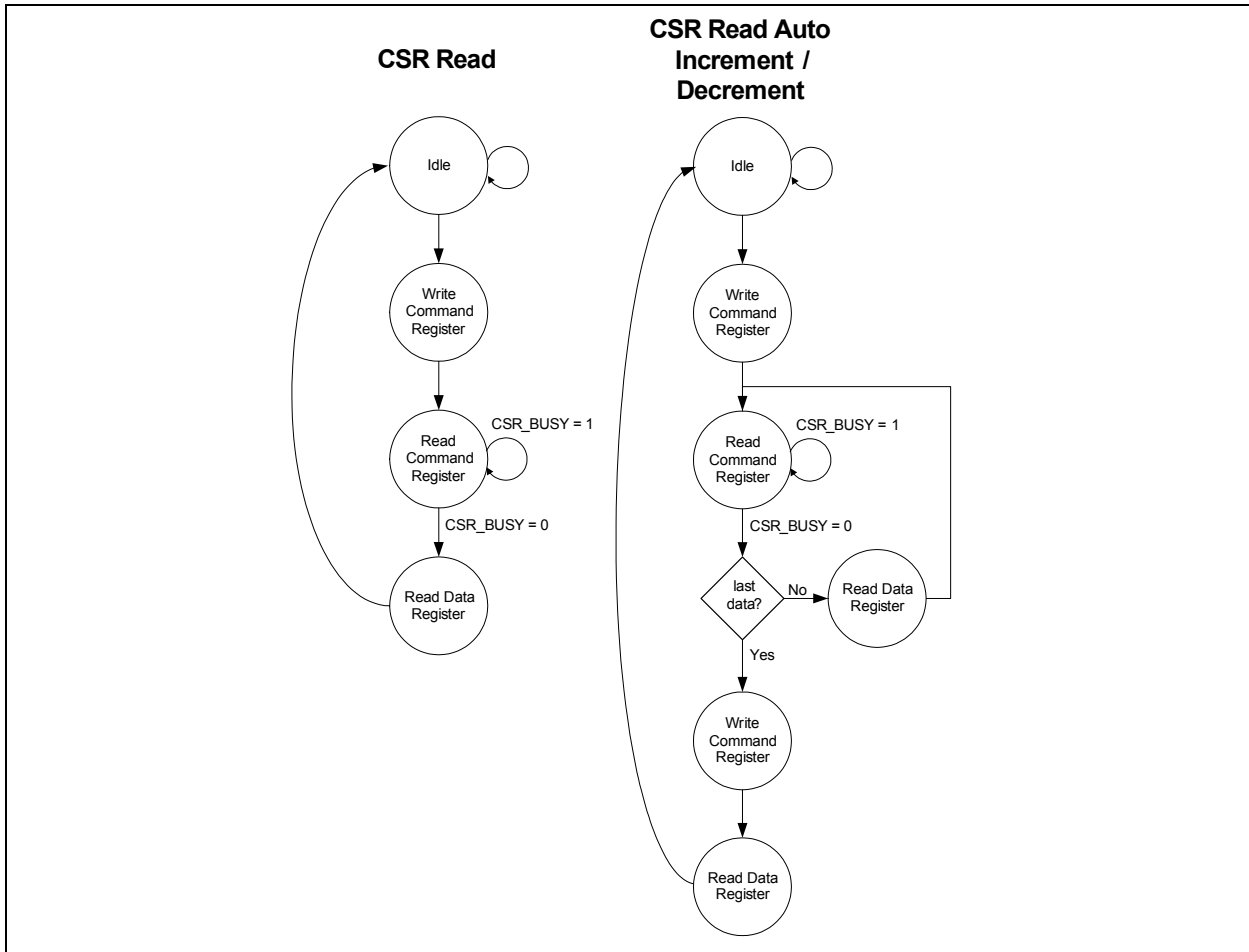 CSR Read
Idle
Write
Command
Register
CSR_BUSY = 1
Read
Command
Register
CSR_BUSY = 0
Read Data
Register
CSR Read Auto
Increment /
Decrement
Idle
Write
Command
Register
CSR_BUSY = 1
Read
Command
Register
CSR_BUSY = 0
last
data?
No
Read Data
Register
Yes
Write
Command
Register
Read Data
Register